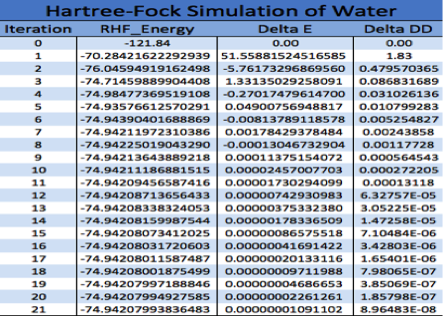 Hartree-Fock Simulation of Water
Iteration RHF_Energy Delta E Delta DD
0 -121.84 0.00 0.00
1 -70.28421622292939 51.55881524516585 1.83
2 -76.04594919162498 -5.76173296869560 0.479570365
3 -74.71459889904408 1.33135029258091 0.086831689
4 -74.98477369519108 -0.27017479614700 0.031026136
5 -74.93576612570291 0.04900756948817 0.010799283
6 -74.94390401688869 -0.00813789118578 0.005254827
7 -74.94211972310386 0.00178429378484 0.00243858
8 -74.94225019043290 -0.00013046732904 0.00117728
9 -74.94213643889218 0.00011375154072 0.000564543
10 -74.94211186881515 0.00002457007703 0.000272205
11 -74.94209456587416 0.00001730294099 0.00013118
12 -74.94208713656433 0.00000742930983 6.32757E-05
13 -74.94208338324053 0.00000375332380 3.05225E-05
14 -74.94208159987544 0.00000178336509 1.47258E-05
15 -74.94208073412025 0.00000086575518 7.10484E-06
16 -74.94208031720603 0.00000041691422 3.42803E-06
17 -74.94208011587487 0.00000020133116 1.65401E-06
18 -74.94208001875499 0.00000009711988 7.98065E-07
19 -74.94207997188846 0.00000004686653 3.85069E-07
20 -74.94207994927585 0.00000002261261 1.85798E-07
21 -74.94207993836483 0.00000001091102 8.96483E-08